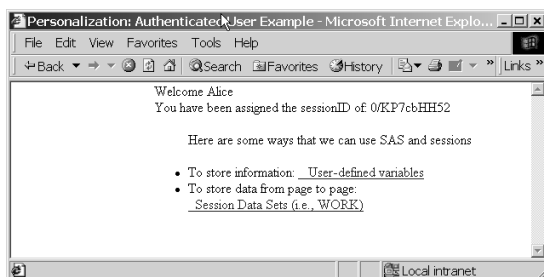 Personalization: Authenticated User Example - Microsoft Internet Explo...
File Edit View Favorites Tools Help
Back Search Favorites History » Links »
Welcome Alice
You have been assigned the sessionID of: 0/KP7cbHH52
Here are some ways that we can use SAS and sessions
• To store information: User-defined variables
• To store data from page to page:
Session Data Sets (i.e., WORK)
Local intranet